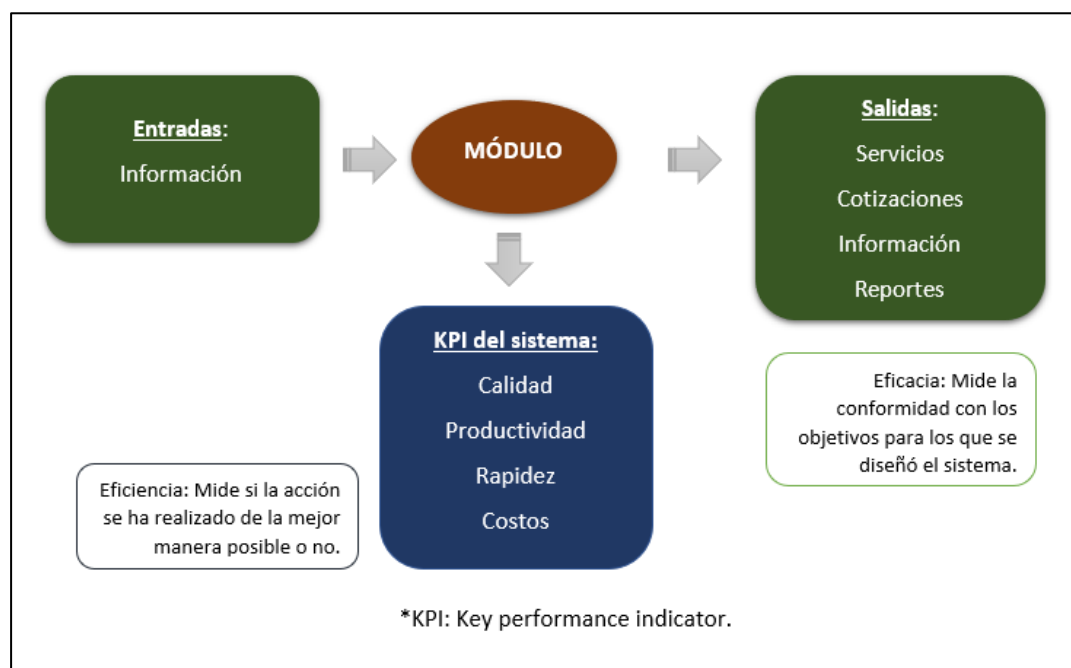 Entradas:
Información
MÓDULO
Salidas:
Servicios
Cotizaciones
Información
Reportes
KPI del sistema:
Calidad
Productividad
Rapidez
Costos
Eficacia: Mide la
conformidad con los
objetivos para los que se
diseñó el sistema.
Eficiencia: Mide si la acción
se ha realizado de la mejor
manera posible o no.
*KPI: Key performance indicator.